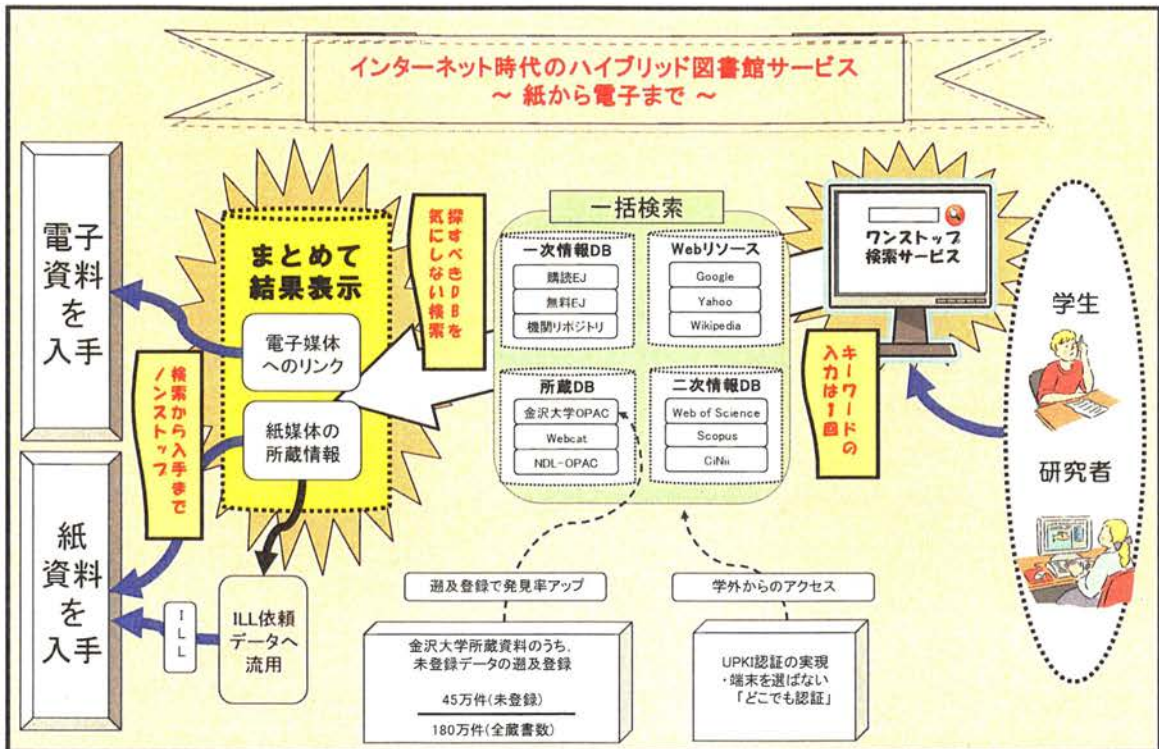 インターネット時代のハイブリッド図書館サービス
～ 紙から電子まで ～
電子
資料
を
入手
紙
資料
を
入手
検索から入手まで
ノンストップ
まとめて
結果表示
電子媒体
へのリンク
紙媒体の
所蔵情報
ILL依頼
データへ
流用
ILL
探すべきDBを
気にしない検索
一括検索
一次情報DB
購読EJ
無料EJ
機関リポジトリ
Webリソース
Google
Yahoo
Wikipedia
所蔵DB
金沢大学OPAC
Webcat
NDL-OPAC
二次情報DB
Web of Science
Scopus
CiNii
ワンストップ
検索サービス
キーワードの
入力は1回
学生
研究者
遡及登録で発見率アップ
金沢大学所蔵資料のうち,
未登録データの遡及登録
45万件(未登録)
180万件(全蔵書数)
学外からのアクセス
UPKI認証の実現
・端末を選ばない
「どこでも認証」